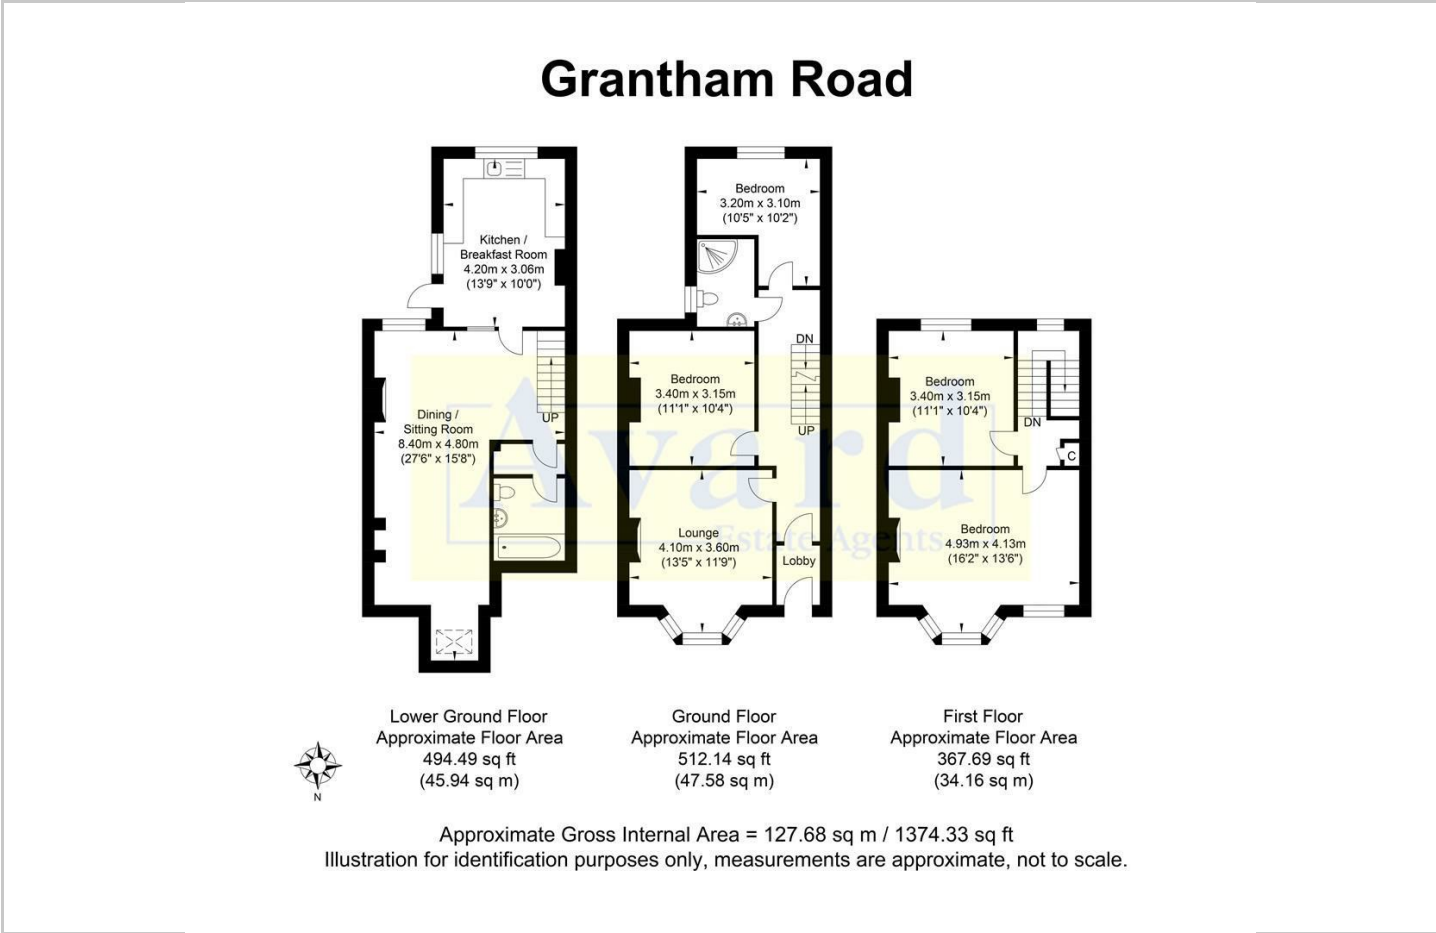 Grantham Road
Kitchen /
Breakfast Room
4.20m x 3.06m
(13'9" x 10'0")
Dining /
Sitting Room
8.40m x 4.80m
(27'6" x 15'8")
UP
Bedroom
3.20m x 3.10m
(10'5" x 10'2")
DN
Bedroom
3.40m x 3.15m
(11'1" x 10'4")
UP
Lounge
4.10m x 3.60m
(13'5" x 11'9")
Lobby
Bedroom
3.40m x 3.15m
(11'1" x 10'4")
DN
C
Bedroom
4.93m x 4.13m
(16'2" x 13'6")
Avard
Estate Agents
Lower Ground Floor
Approximate Floor Area
494.49 sq ft
(45.94 sq m)
Ground Floor
Approximate Floor Area
512.14 sq ft
(47.58 sq m)
First Floor
Approximate Floor Area
367.69 sq ft
(34.16 sq m)
N
Approximate Gross Internal Area = 127.68 sq m / 1374.33 sq ft
Illustration for identification purposes only, measurements are approximate, not to scale.